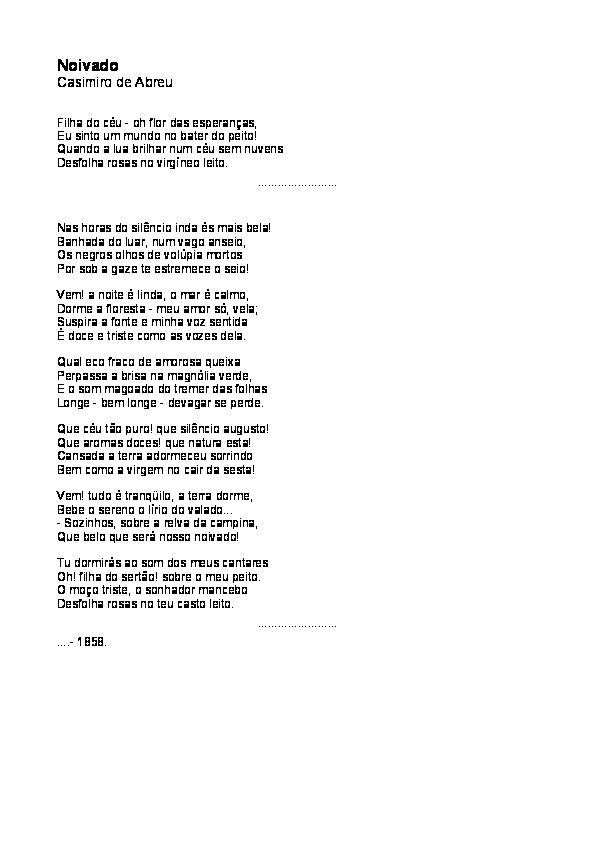 Noivado
Casimiro de Abreu
Filha do céu - oh flor das esperanças,
Eu sinto um mundo no bater do peito!
Quando a lua brilhar num céu sem nuvens
Desfolha rosas no virgíneo leito.
........................
Nas horas do silêncio inda és mais bela!
Banhada do luar, num vago anseio,
Os negros olhos de volúpia mortos
Por sob a gaze te estremece o seio!
Vem! a noite é linda, o mar é calmo,
Dorme a floresta - meu amor só, vela;
Suspira a fonte e minha voz sentida
É doce e triste como as vozes dela.
Qual eco fraco de amorosa queixa
Perpassa a brisa na magnólia verde,
E o som magoado do tremer das folhas
Longe - bem longe - devagar se perde.
Que céu tão puro! que silêncio augusto!
Que aromas doces! que natura esta!
Cansada a terra adormeceu sorrindo
Bem como a virgem no cair da sesta!
Vem! tudo é tranqüilo, a terra dorme,
Bebe o sereno o lírio do valado...
- Sozinhos, sobre a relva da campina,
Que belo que será nosso noivado!
Tu dormirás ao som dos meus cantares
Oh! filha do sertão! sobre o meu peito.
O moço triste, o sonhador mancebo
Desfolha rosas no teu casto leito.
........................
....- 1858.